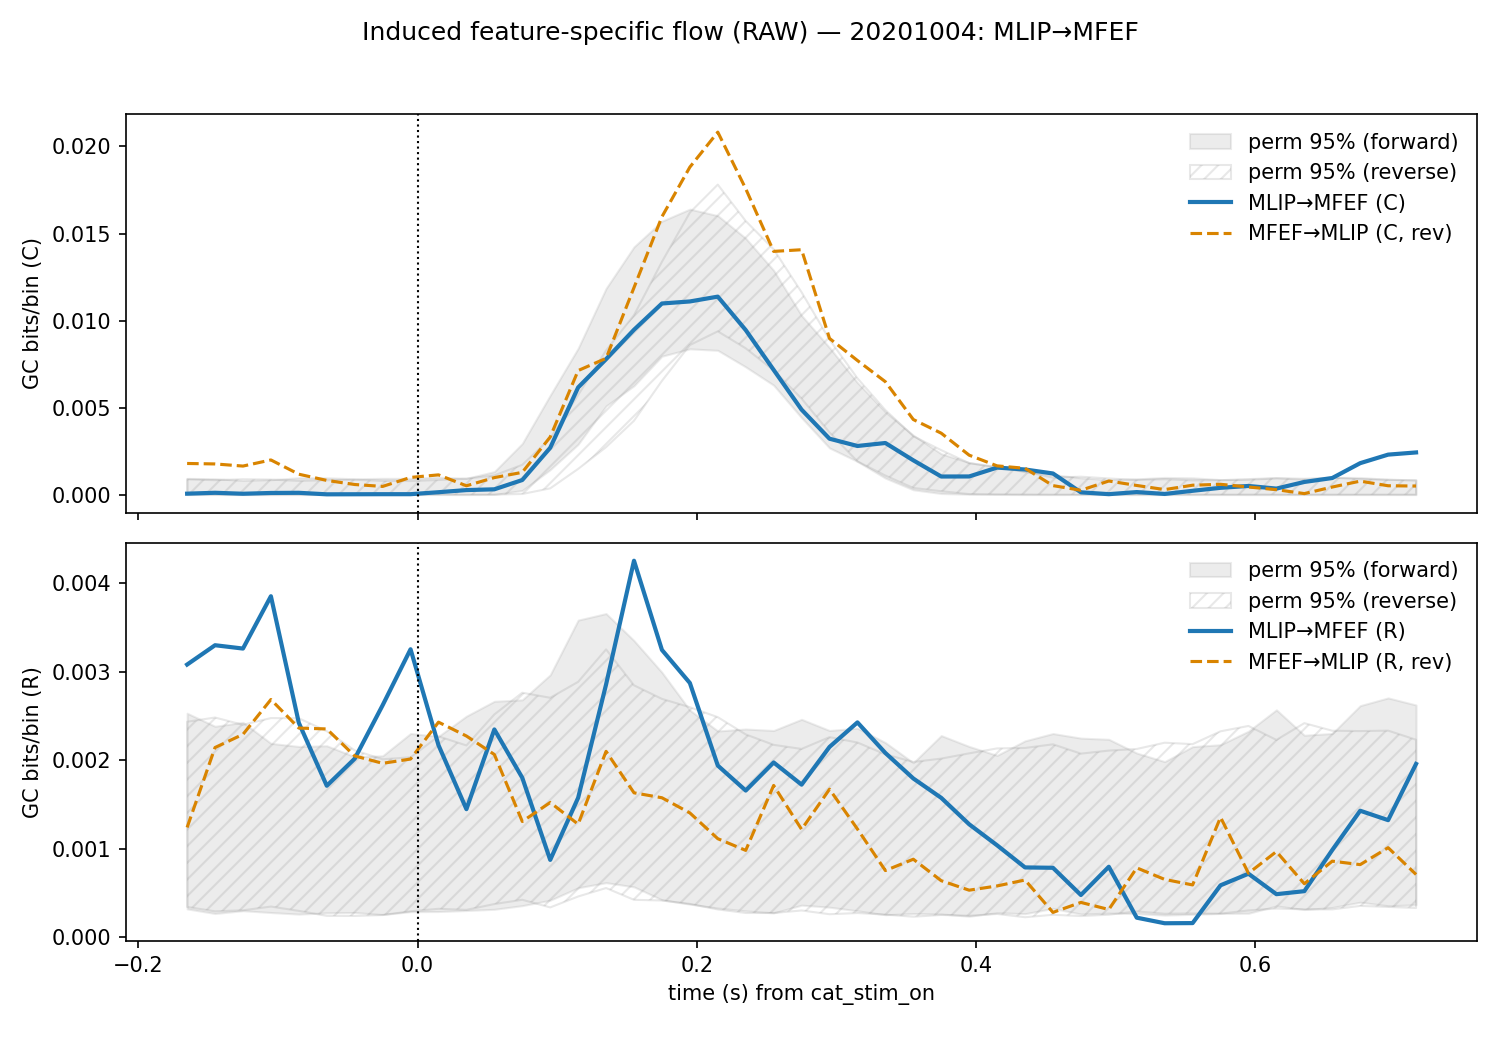 Induced feature-specific flow (RAW) — 20201004: MLIP→MFEF
GC bits/bin (C)
0.020
0.015
0.010
0.005
0.000
perm 95% (forward)
perm 95% (reverse)
MLIP→MFEF (C)
MFEF→MLIP (C, rev)
GC bits/bin (R)
0.004
0.003
0.002
0.001
0.000
perm 95% (forward)
perm 95% (reverse)
MLIP→MFEF (R)
MFEF→MLIP (R, rev)
−0.2 0.0 0.2 0.4 0.6
time (s) from cat_stim_on